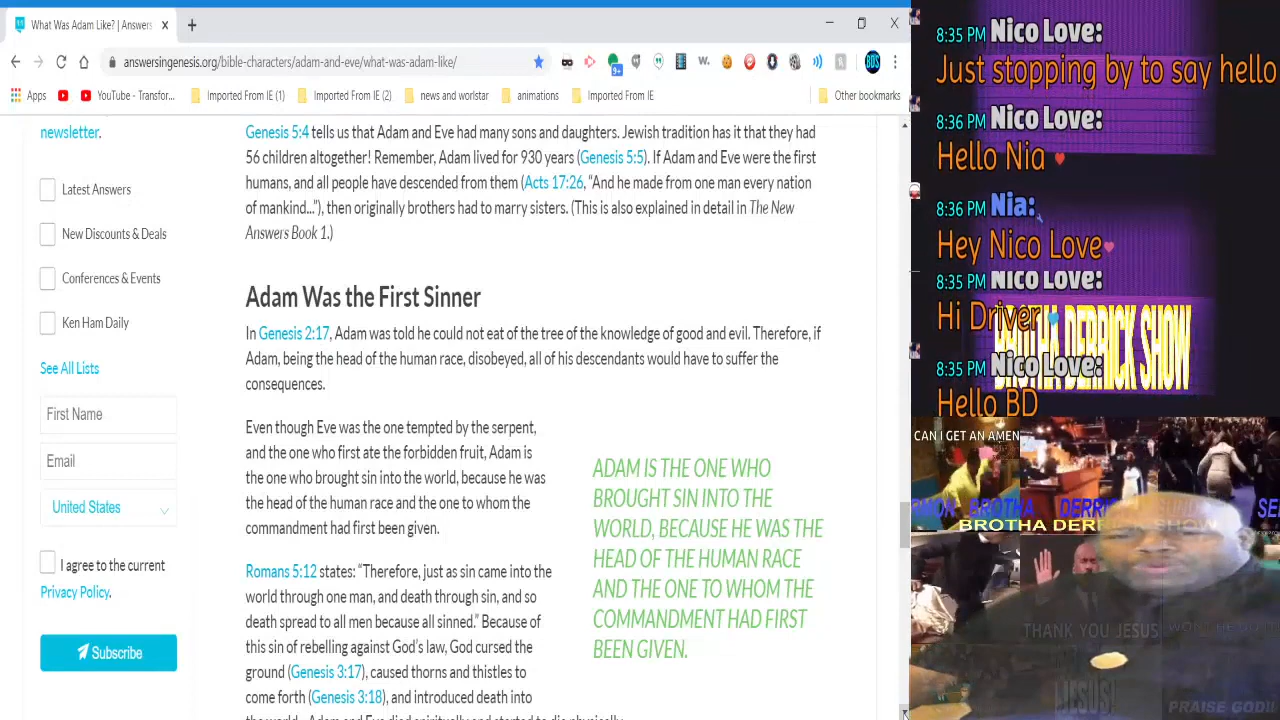 What Was Adam Like? | Answers
answersingenesis.org/bible-characters/adam-and-eve/what-was-adam-like/
9+
W.
BDS
Apps
YouTube - Transfor...
Imported From IE (1)
Imported From IE (2)
news and worlstar
animations
Imported From IE
Other bookmarks
newsletter.
Latest Answers
New Discounts & Deals
Conferences & Events
Ken Ham Daily
See All Lists
First Name
Email
United States
I agree to the current
Privacy Policy.
Subscribe
Genesis 5:4 tells us that Adam and Eve had many sons and daughters. Jewish tradition has it that they had
56 children altogether! Remember, Adam lived for 930 years (Genesis 5:5). If Adam and Eve were the first
humans, and all people have descended from them (Acts 17:26, “And he made from one man every nation
of mankind...”), then originally brothers had to marry sisters. (This is also explained in detail in The New
Answers Book 1.)
Adam Was the First Sinner
In Genesis 2:17, Adam was told he could not eat of the tree of the knowledge of good and evil. Therefore, if
Adam, being the head of the human race, disobeyed, all of his descendants would have to suffer the
consequences.
Even though Eve was the one tempted by the serpent,
and the one who first ate the forbidden fruit, Adam is
the one who brought sin into the world, because he was
the head of the human race and the one to whom the
commandment had first been given.
Romans 5:12 states: “Therefore, just as sin came into the
world through one man, and death through sin, and so
death spread to all men because all sinned.” Because of
this sin of rebelling against God’s law, God cursed the
ground (Genesis 3:17), caused thorns and thistles to
come forth (Genesis 3:18), and introduced death into
the world. Adam and Eve died spiritually and started to die physically
ADAM IS THE ONE WHO
BROUGHT SIN INTO THE
WORLD, BECAUSE HE WAS THE
HEAD OF THE HUMAN RACE
AND THE ONE TO WHOM THE
COMMANDMENT HAD FIRST
BEEN GIVEN.
8:35 PM Nico Love:
Just stopping by to say hello
8:36 PM Nico Love:
Hello Nia
8:36 PM Nia:
Hey Nico Love
8:35 PM Nico Love:
Hi Driver
BROTHA DERRICK SHOW
8:35 PM Nico Love:
Hello BD
CAN I GET AN AMEN
BROTHA DERR
BROTHA DERRICK SHOW
THANK YOU JESUS
JESUS!
PRAISE GOD!!